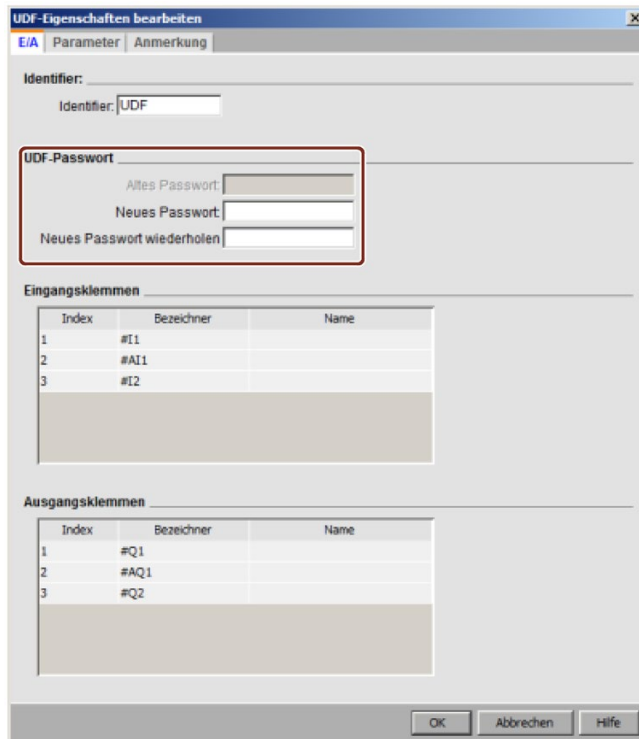 UDF-Eigenschaften bearbeiten
E/A Parameter Anmerkung
Identifier:
Identifier: UDF
UDF-Passwort
Altes Passwort:
Neues Passwort:
Neues Passwort wiederholen
Eingangsklemmen
Index Bezeichner Name
1 #I1
2 #AI1
3 #I2
Ausgangsklemmen
Index Bezeichner Name
1 #Q1
2 #AQ1
3 #Q2
OK Abbrechen Hilfe